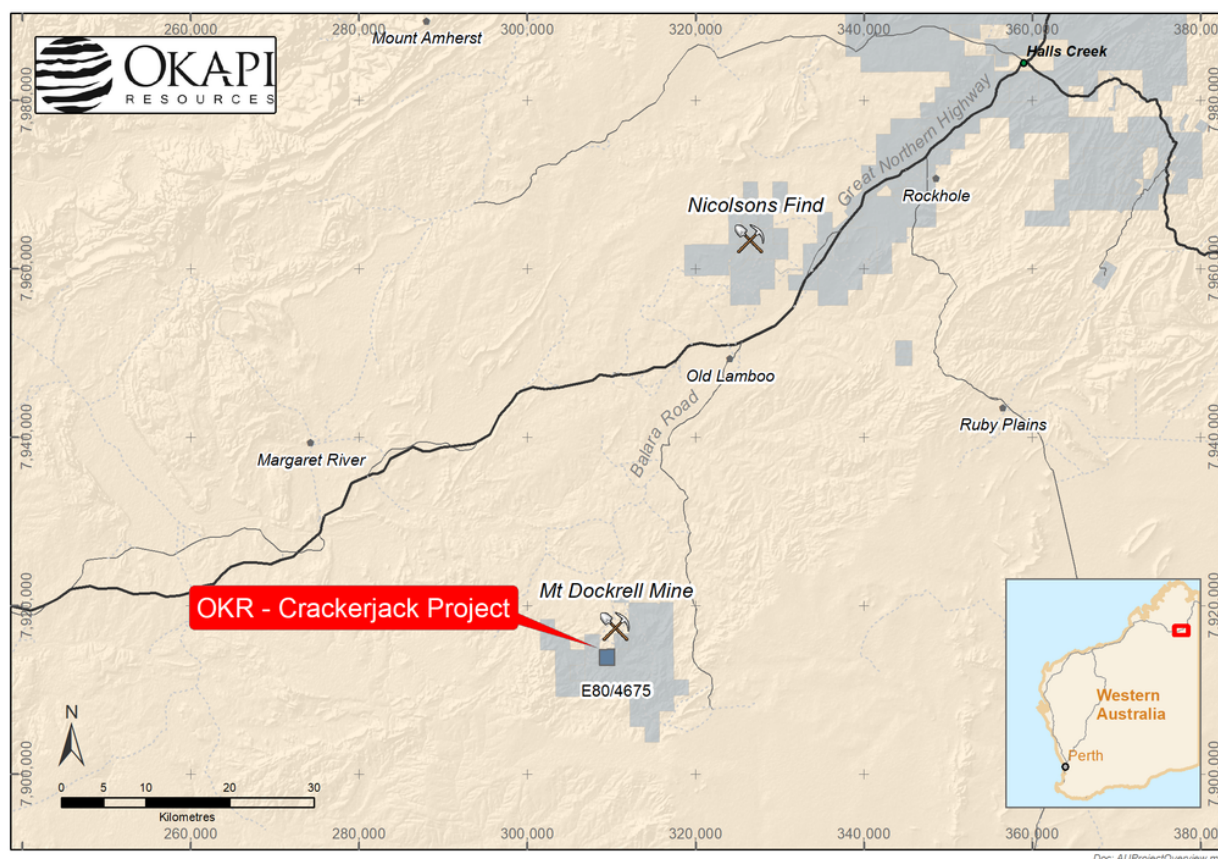 260,000
280,000
300,000
320,000
340,000
360,000
380,000
OKAPI
RESOURCES
Mount Amherst
Halls Creek
7,980,000
7,980,000
Great Northern Highway
Rockhole
Nicolsons Find
7,960,000
7,960,000
Old Lamboo
Balara Road
Ruby Plains
7,940,000
7,940,000
Margaret River
OKR - Crackerjack Project
Mt Dockrell Mine
7,920,000
7,920,000
E80/4675
Western
Australia
Perth
N
7,900,000
7,900,000
0 5 10 20 30
Kilometres
260,000
280,000
300,000
320,000
340,000
360,000
380,000